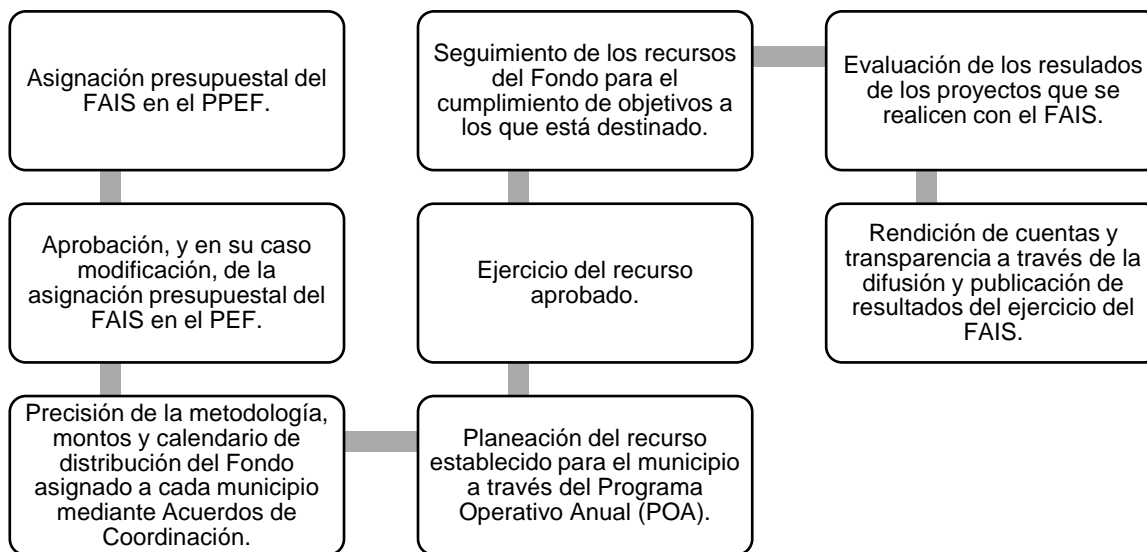 Asignación presupuestal del
FAIS en el PPEF.
Aprobación, y en su caso
modificación, de la
asignación presupuestal del
FAIS en el PEF.
Precisión de la metodología,
montos y calendario de
distribución del Fondo
asignado a cada municipio
mediante Acuerdos de
Coordinación.
Planeación del recurso
establecido para el municipio
a través del Programa
Operativo Anual (POA).
Ejercicio del recurso
aprobado.
Seguimiento de los recursos
del Fondo para el
cumplimiento de objetivos a
los que está destinado.
Evaluación de los resulados
de los proyectos que se
realicen con el FAIS.
Rendición de cuentas y
transparencia a través de la
difusión y publicación de
resultados del ejercicio del
FAIS.